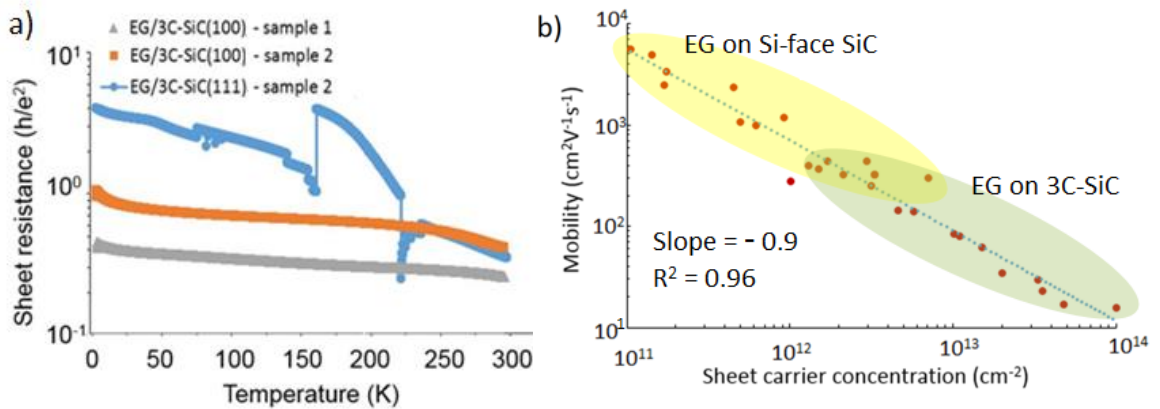 a)
EG/3C-SiC(100) - sample 1
EG/3C-SiC(100) - sample 2
EG/3C-SiC(111) - sample 2
Sheet resistance (h/e²)
10¹
10⁰
10⁻¹
0 50 100 150 200 250 300
Temperature (K)
b)
Mobility (cm²V⁻¹s⁻¹)
10⁴
10³
10²
10¹
EG on Si-face SiC
EG on 3C-SiC
Slope = - 0.9
R² = 0.96
10¹¹ 10¹² 10¹³ 10¹⁴
Sheet carrier concentration (cm⁻²)